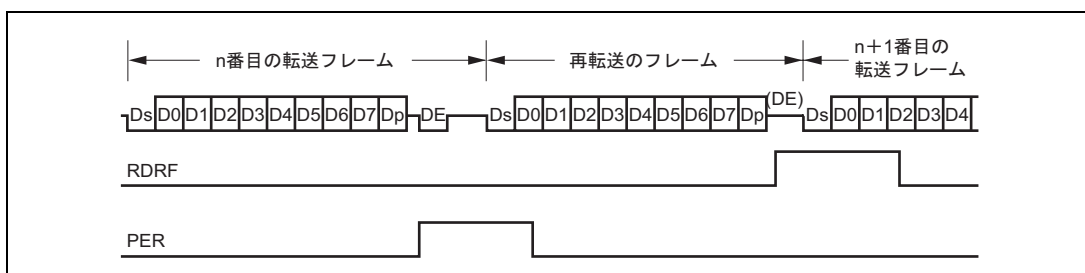 n番目の転送フレーム
再転送のフレーム
n＋1番目の
転送フレーム
Ds D0 D1 D2 D3 D4 D5 D6 D7 Dp DE Ds D0 D1 D2 D3 D4 D5 D6 D7 Dp (DE) Ds D0 D1 D2 D3 D4
RDRF
PER